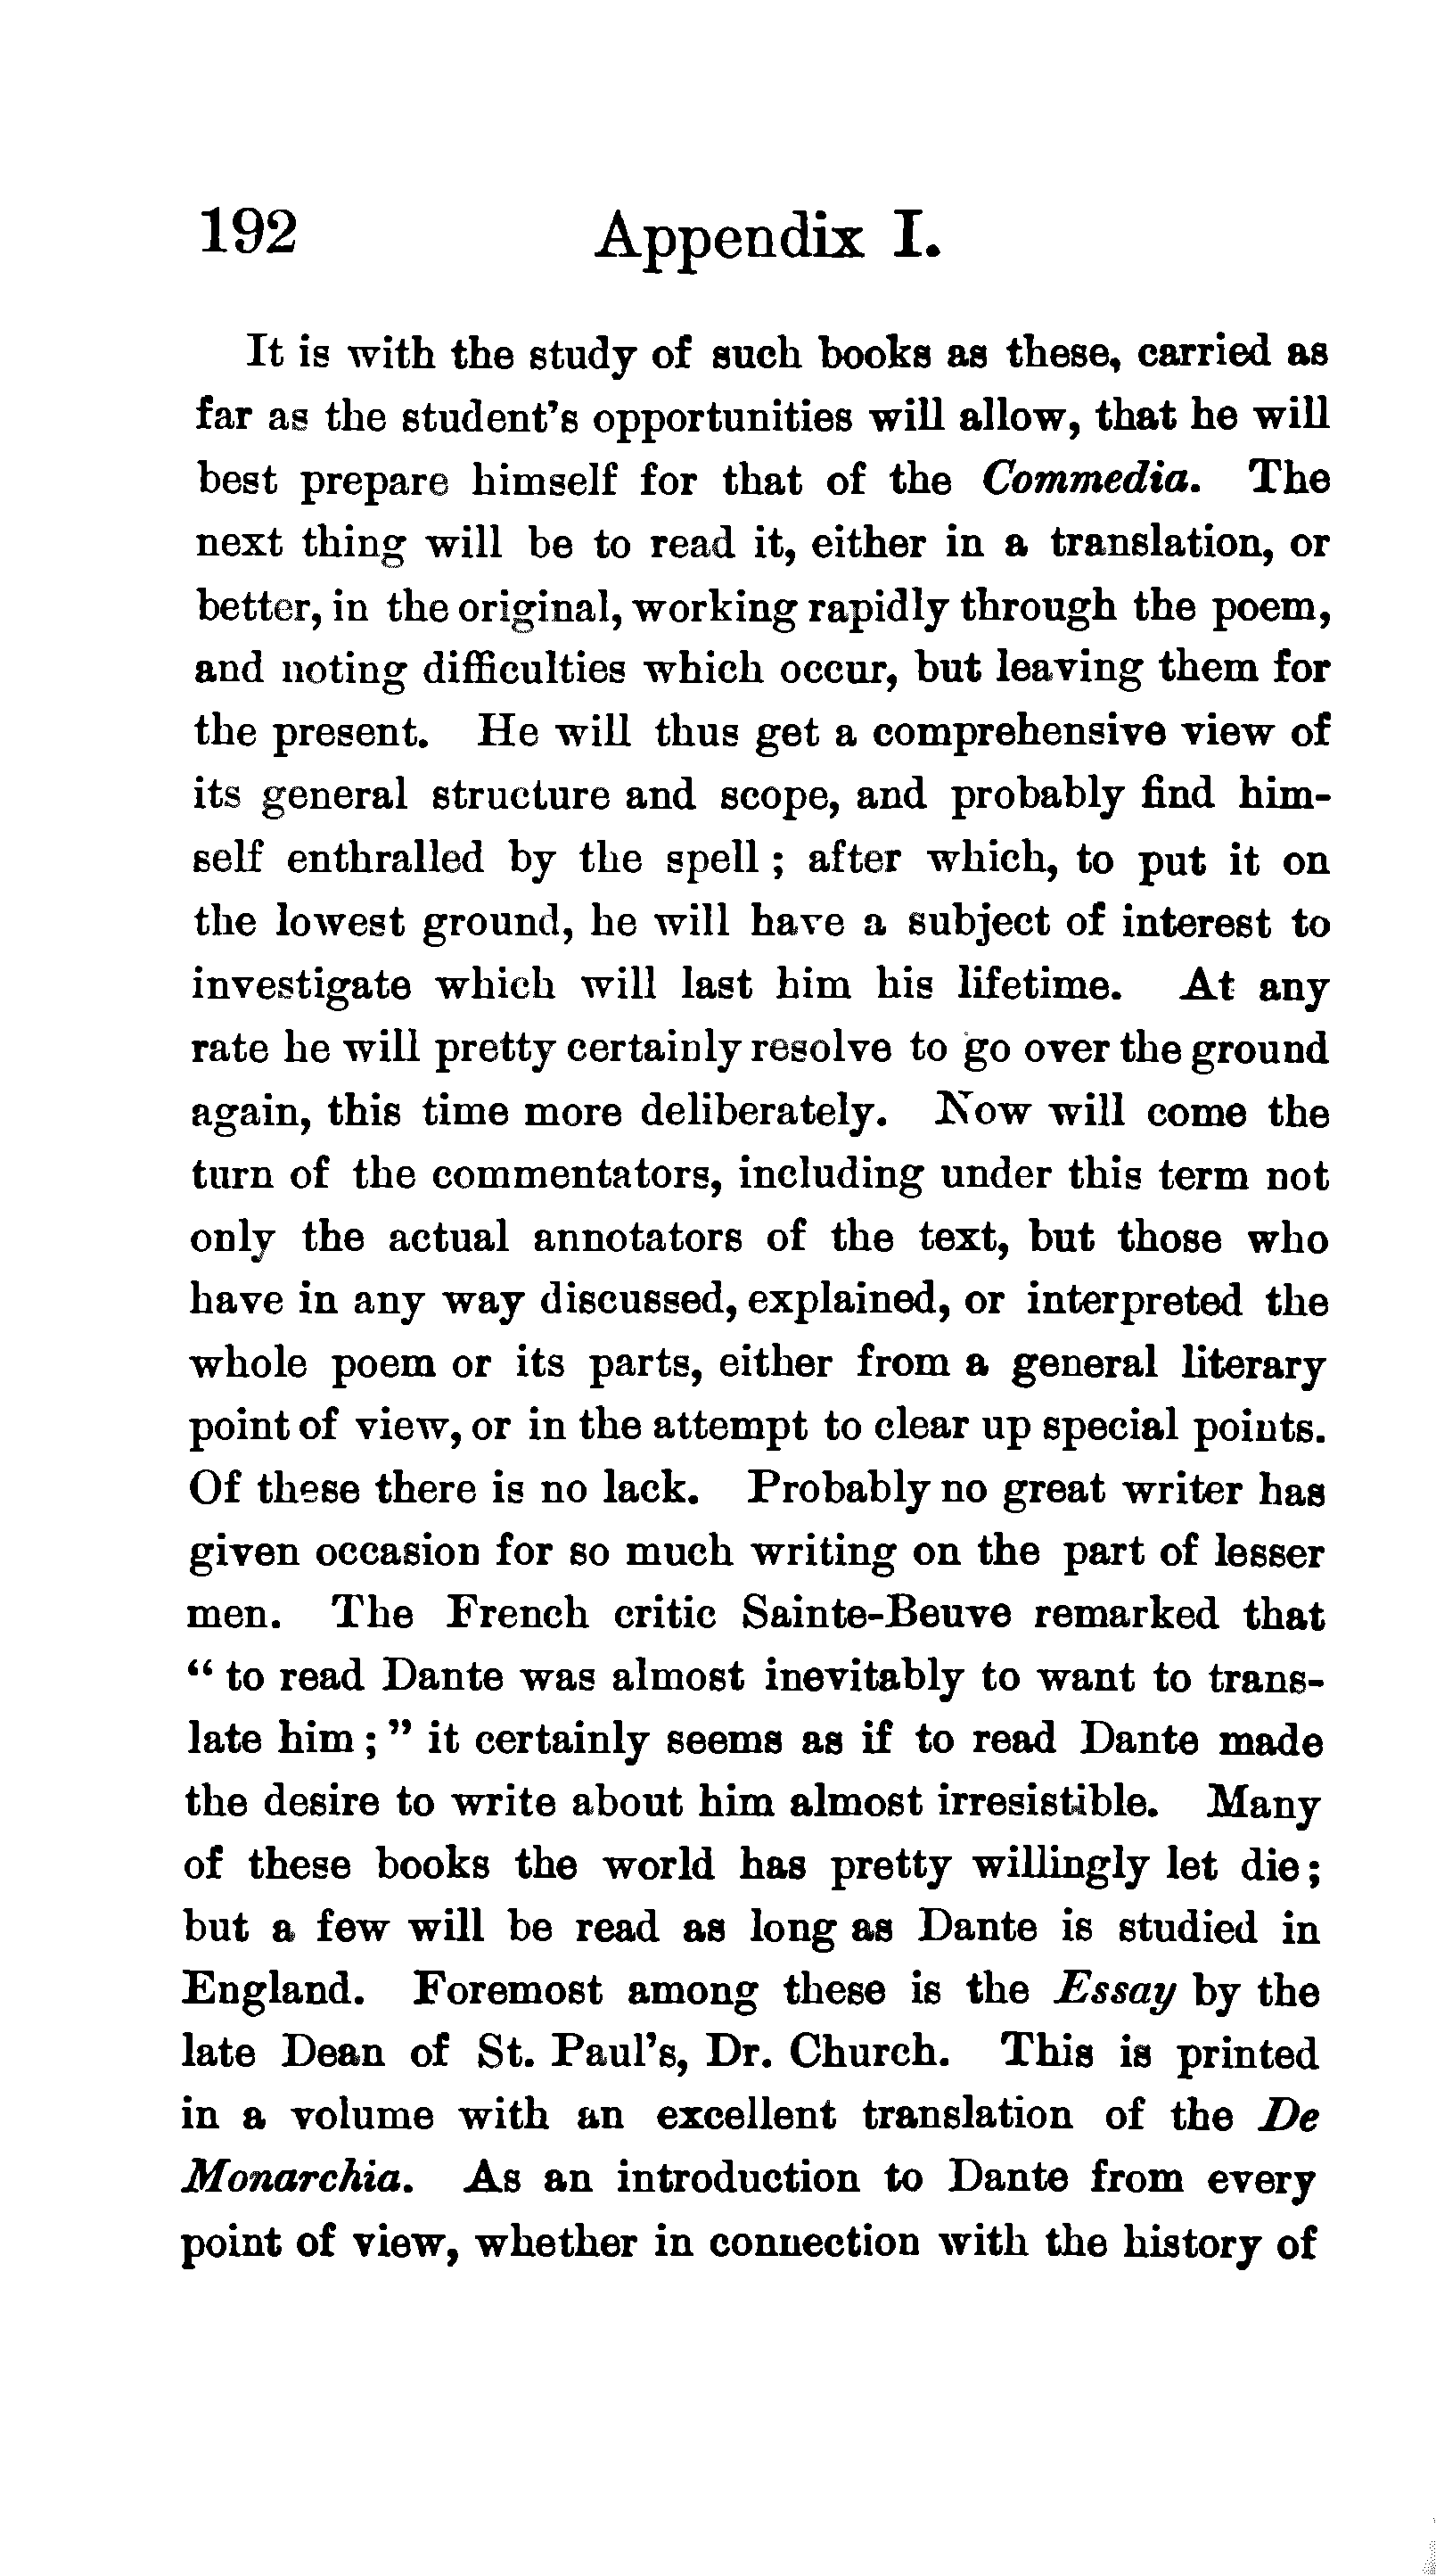 192 Appendix I.
It is with the study of such books as these, carried as
far as the student's opportunities will allow, that he will
best prepare himself for that of the Commedia. The
next thing will be to read it, either in a translation, or
better, in the original, working rapidly through the poem,
and noting difficulties which occur, but leaving them for
the present. He will thus get a comprehensive view of
its general structure and scope, and probably find him-
self enthralled by the spell ; after which, to put it on
the lowest ground, he will have a subject of interest to
investigate which will last him his lifetime. At any
rate he will pretty certainly resolve to go over the ground
again, this time more deliberately. Now will come the
turn of the commentators, including under this term not
only the actual annotators of the text, but those who
have in any way discussed, explained, or interpreted the
whole poem or its parts, either from a general literary
point of view, or in the attempt to clear up special points.
Of these there is no lack. Probably no great writer has
given occasion for so much writing on the part of lesser
men. The French critic Sainte-Beuve remarked that
“ to read Dante was almost inevitably to want to trans-
late him ; ” it certainly seems as if to read Dante made
the desire to write about him almost irresistible. Many
of these books the world has pretty willingly let die ;
but a few will be read as long as Dante is studied in
England. Foremost among these is the Essay by the
late Dean of St. Paul's, Dr. Church. This is printed
in a volume with an excellent translation of the De
Monarchia. As an introduction to Dante from every
point of view, whether in connection with the history of